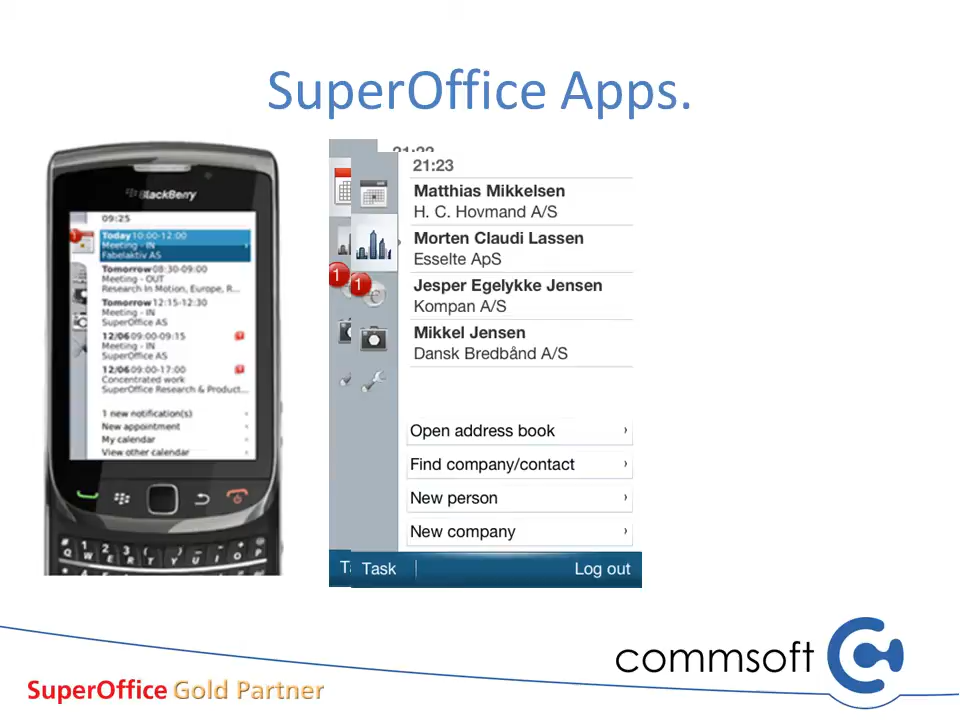 SuperOffice Apps.
BlackBerry
09:25
Today 10:00-12:00
Meeting - IN
Fabelaktiv AS
Tomorrow 08:30-09:00
Meeting - OUT
Research In Motion, Europe, R...
Tomorrow 12:15-12:30
Meeting - IN
SuperOffice AS
12/06 09:00-09:15
Meeting - IN
SuperOffice AS
12/06 09:00-17:00
Concentrated work
SuperOffice Research & Product...
1 new notification(s)
New appointment
My calendar
View other calendar
21:23
Matthias Mikkelsen
H. C. Hovmand A/S
Morten Claudi Lassen
Esselte ApS
Jesper Egelykke Jensen
Kompan A/S
Mikkel Jensen
Dansk Bredbånd A/S
1
1
Open address book
Find company/contact
New person
New company
Task
Log out
commsoft
SuperOffice Gold Partner